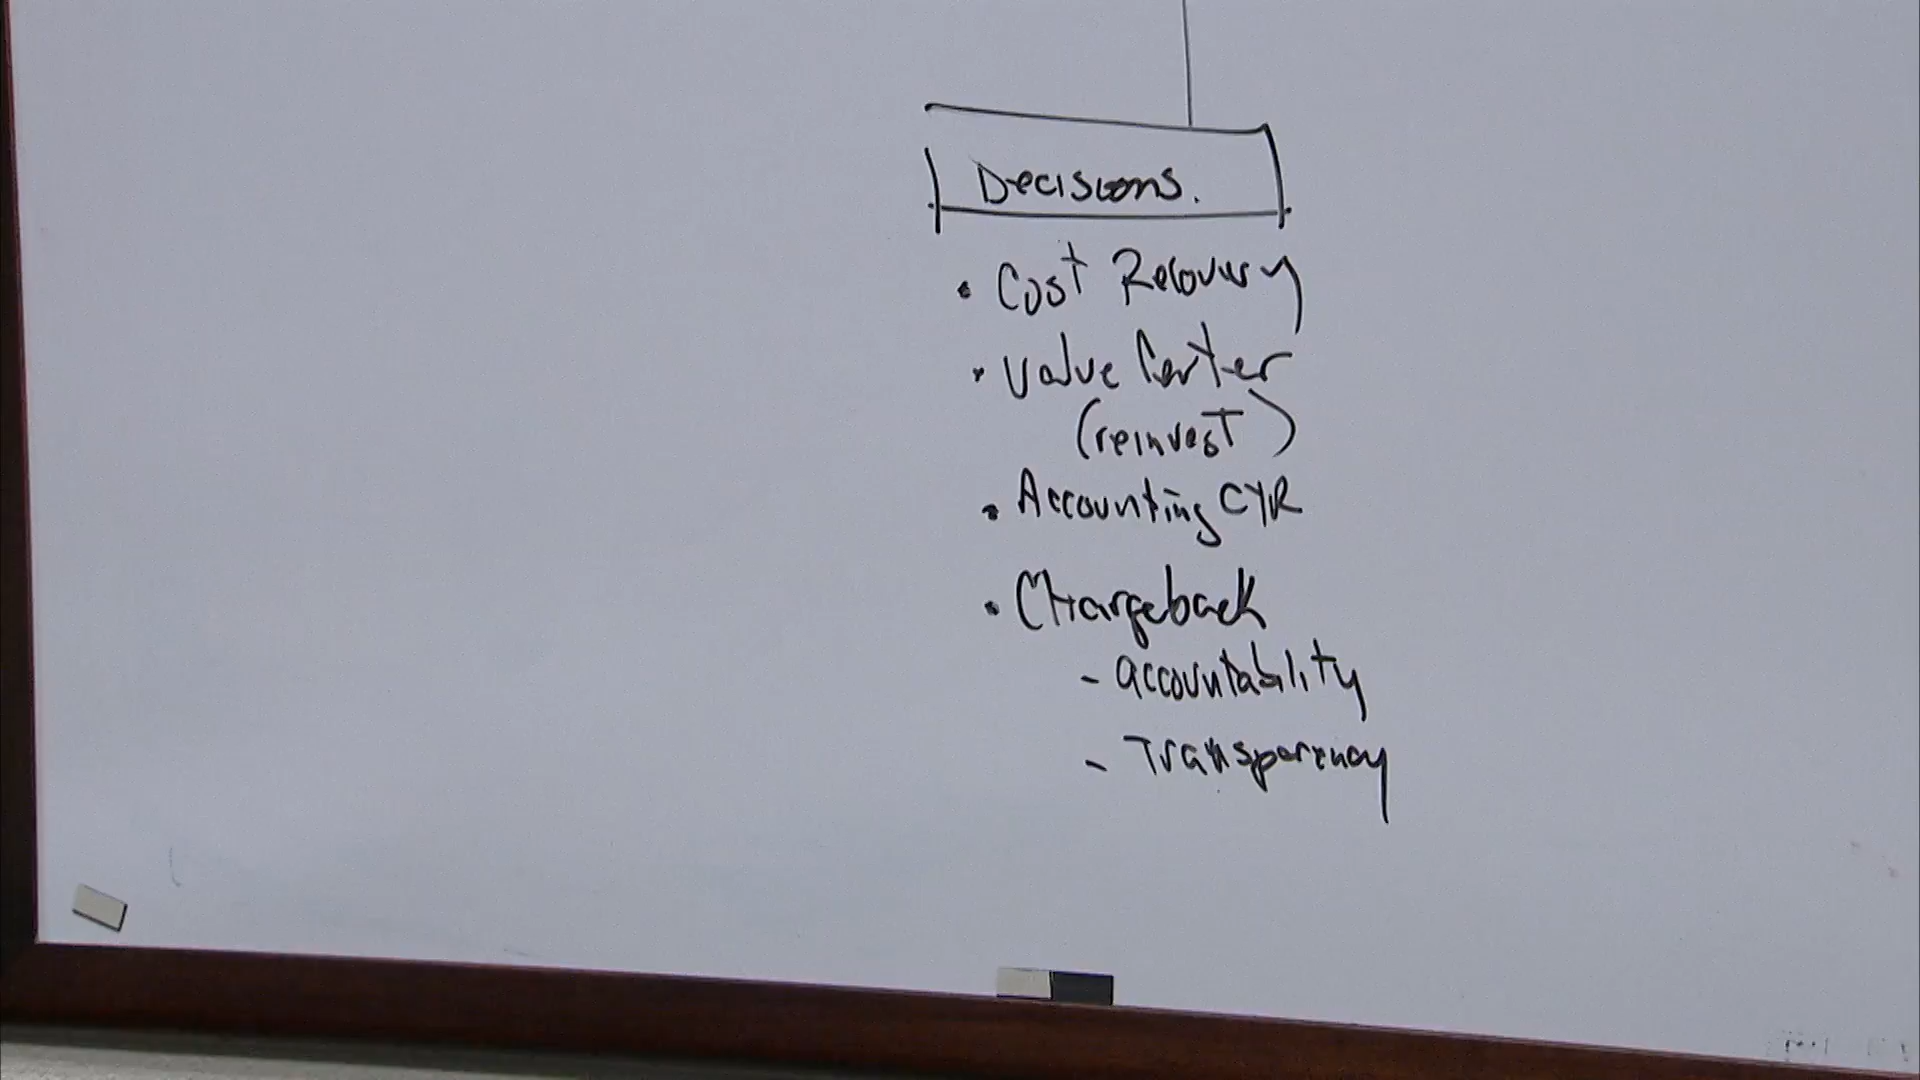 Decisions.
• Cost Recovery
• Value Center
(reinvest)
• Accounting CYR
• Chargeback
- accountability
- Transparency